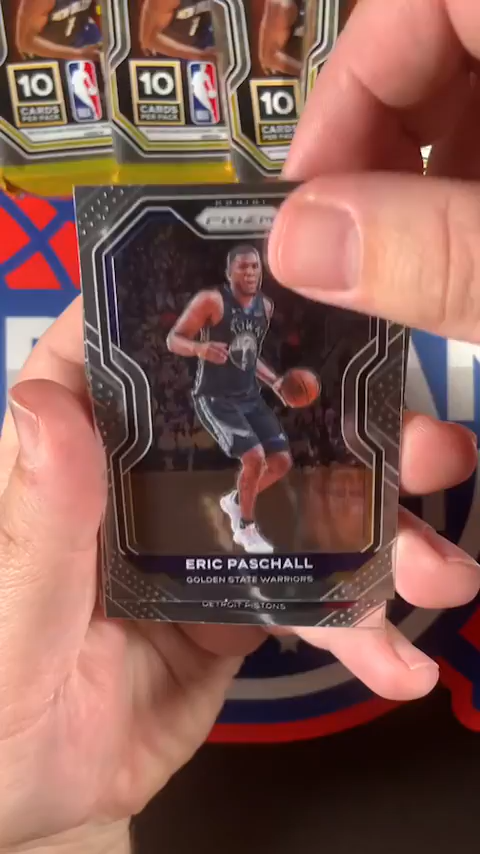 10
CARDS
PER PACK
10
CARDS
PER PACK
10
CARDS
PER PACK
PANINI
PRIZM
ERIC PASCHALL
GOLDEN STATE WARRIORS
DETROIT PISTONS